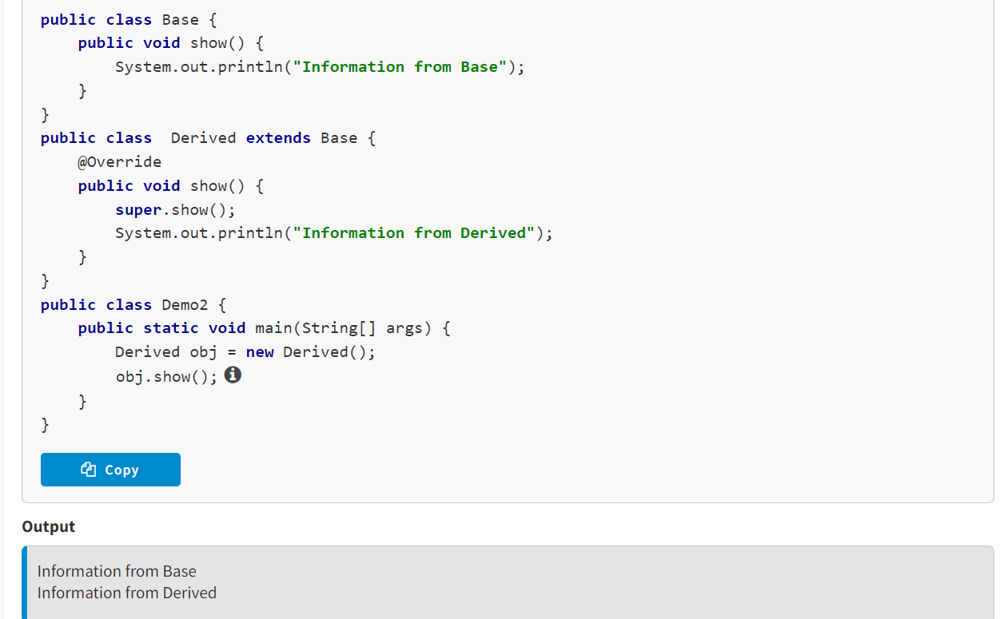 public class Base {
    public void show() {
        System.out.println("Information from Base");
    }
}
public class  Derived extends Base {
    @Override
    public void show() {
        super.show();
        System.out.println("Information from Derived");
    }
}
public class Demo2 {
    public static void main(String[] args) {
        Derived obj = new Derived();
        obj.show();
    }
}
Copy
Output
Information from Base
Information from Derived